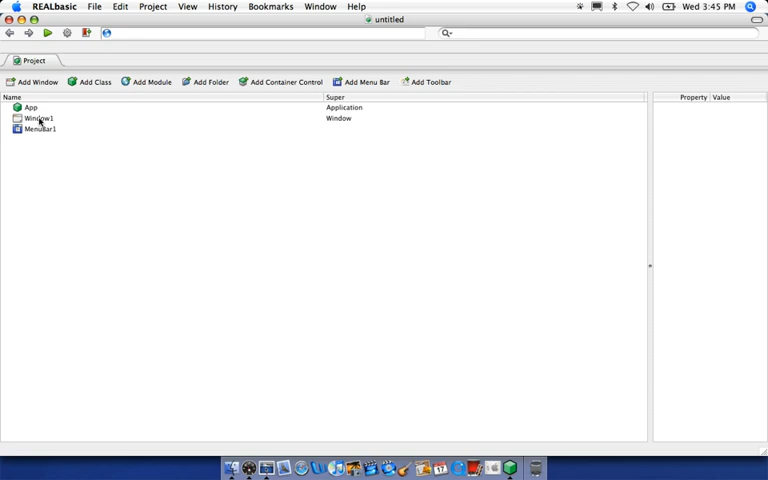 REALbasic File Edit Project View History Bookmarks Window Help Wed 3:45 PM
untitled
Project
Add Window Add Class Add Module Add Folder Add Container Control Add Menu Bar Add Toolbar
Name Super Property Value
App Application
Window1 Window
MenuBar1